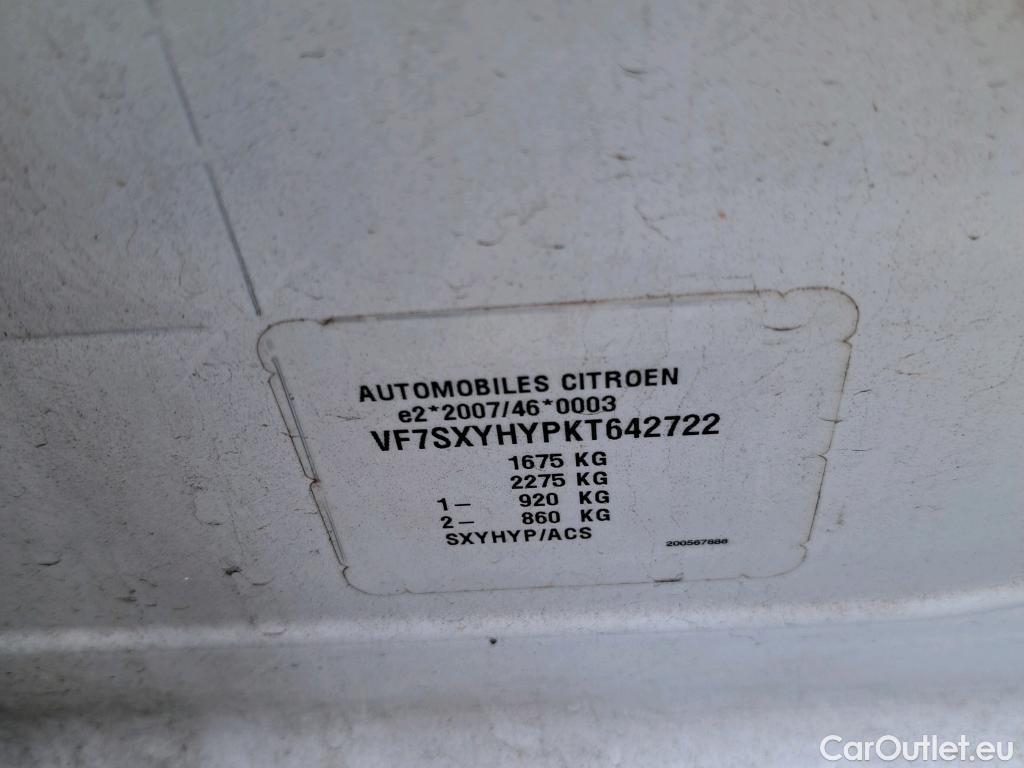 AUTOMOBILES CITROEN
e2*2007/46*0003
VF7SXYHYPKT642722
1675 KG
2275 KG
1— 920 KG
2— 860 KG
SXYHYP/ACS
200567888
CarOutlet.eu